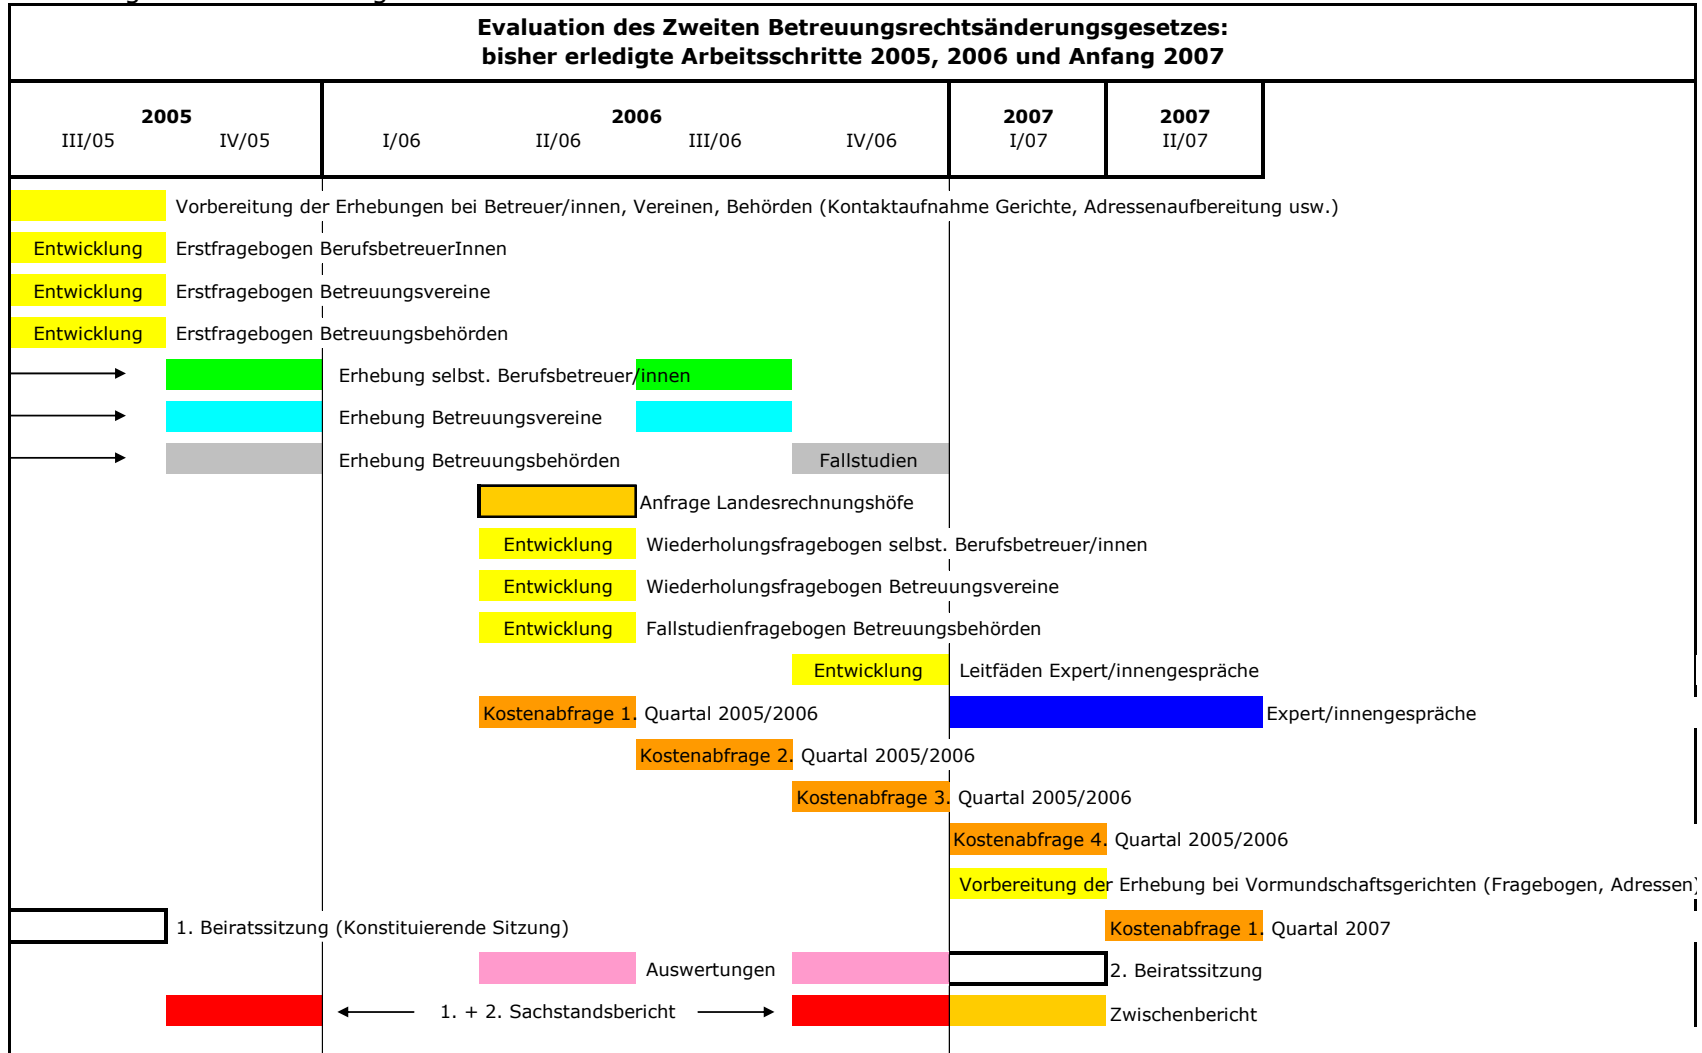 Evaluation des Zweiten Betreuungsrechtsänderungsgesetzes:
bisher erledigte Arbeitsschritte 2005, 2006 und Anfang 2007
2005 2006 2007 2007
III/05 IV/05 I/06 II/06 III/06 IV/06 I/07 II/07
Vorbereitung der Erhebungen bei Betreuer/innen, Vereinen, Behörden (Kontaktaufnahme Gerichte, Adressenaufbereitung usw.)
Entwicklung Erstfragebogen BerufsbetreuerInnen
Entwicklung Erstfragebogen Betreuungsvereine
Entwicklung Erstfragebogen Betreuungsbehörden
Erhebung selbst. Berufsbetreuer/innen
Erhebung Betreuungsvereine
Erhebung Betreuungsbehörden Fallstudien
Anfrage Landesrechnungshöfe
Entwicklung Wiederholungsfragebogen selbst. Berufsbetreuer/innen
Entwicklung Wiederholungsfragebogen Betreuungsvereine
Entwicklung Fallstudienfragebogen Betreuungsbehörden
Entwicklung Leitfäden Expert/innengespräche
Kostenabfrage 1. Quartal 2005/2006 Expert/innengespräche
Kostenabfrage 2. Quartal 2005/2006
Kostenabfrage 3. Quartal 2005/2006
Kostenabfrage 4. Quartal 2005/2006
Vorbereitung der Erhebung bei Vormundschaftsgerichten (Fragebogen, Adressen)
1. Beiratssitzung (Konstituierende Sitzung) Kostenabfrage 1. Quartal 2007
Auswertungen 2. Beiratssitzung
1. + 2. Sachstandsbericht Zwischenbericht